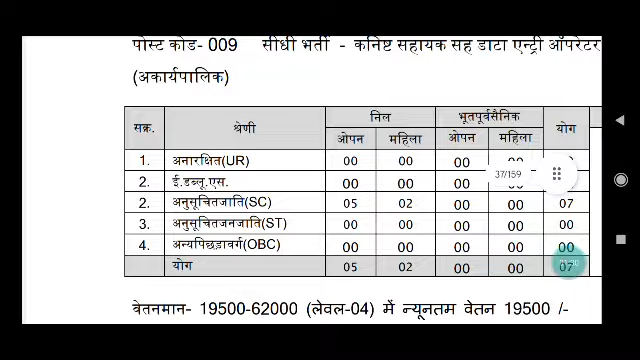 पोस्ट कोड- 009 सीधी भर्ती - कनिष्ट सहायक सह डाटा एन्ट्री ऑपरेटर
(अकार्यपालिक)
सक्र. श्रेणी निल भूतपूर्वसैनिक योग
ओपन महिला ओपन महिला
1. अनारक्षित(UR) 00 00 00 00
2. ई.डब्लू.एस. 00 00 00 00
2. अनुसूचितजाति(SC) 05 02 00 00 07
3. अनुसूचितजनजाति(ST) 00 00 00 00 00
4. अन्यपिछड़ावर्ग(OBC) 00 00 00 00 00
योग 05 02 00 00 07
37/159
वेतनमान- 19500-62000 (लेवल-04) में न्यूनतम वेतन 19500 /-